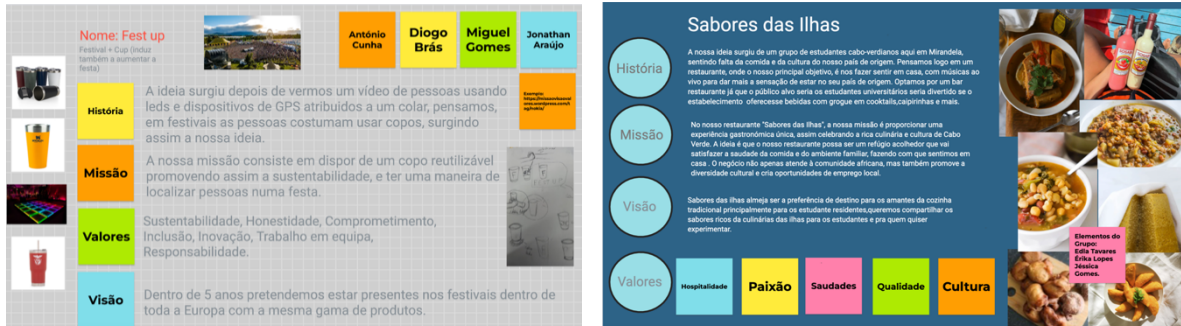 Nome: Fest up
Festival + Cup (induz
também a aumentar a
festa)
António
Cunha
Diogo
Brás
Miguel
Gomes
Jonathan
Araújo
História
A ideia surgiu depois de vermos um vídeo de pessoas usando
leds e dispositivos de GPS atribuidos a um colar, pensamos,
em festivais as pessoas costumam usar copos, surgindo
assim a nossa ideia.
Exemplo:
Missão
A nossa missão consiste em dispor de um copo reutilizável
promovendo assim a sustentabilidade, e ter uma maneira de
localizar pessoas numa festa.
Valores
Sustentabilidade, Honestidade, Comprometimento,
Inclusão, Inovação, Trabalho em equipa,
Responsabilidade.
Visão
Dentro de 5 anos pretendemos estar presentes nos festivais dentro de
toda a Europa com a mesma gama de produtos.
Sabores das Ilhas
História
A nossa ideia surgiu de um grupo de estudantes cabo-verdianos aqui em Mirandela,
sentindo falta da comida e da cultura do nosso país de origem. Pensamos logo em um
restaurante, onde o nosso principal objetivo, é nos fazer sentir em casa, com músicas ao
vivo para dar mais a sensação de estar no seu país de origem. Optamos por um bar
restaurante já que o público alvo seria os estudantes universitários seria divertido se o
estabelecimento oferecesse bebidas com grogue em cooktails,caipirinhas e mais.
Missão
No nosso restaurante "Sabores das Ilhas", a nossa missão é proporcionar uma
experiência gastronómica única, assim celebrando a rica culinária e cultura de Cabo
Verde. A ideia é que o nosso restaurante possa ser um refúgio acolhedor que vai
satisfazer a saudade da comida e do ambiente familiar, fazendo com que sentimos em
casa . O negócio não apenas atende à comunidade africana, mas também promove a
diversidade cultural e cria oportunidades de emprego local.
Visão
Sabores das ilhas almeja ser a preferência de destino para os amantes da cozinha
tradicional principalmente para os estudante residentes,queremos compartilhar os
sabores ricos da culinárias das ilhas para os estudantes e pra quem quiser
experimentar.
Valores
Hospitalidade
Paixão
Saudades
Qualidade
Cultura
Elementos do
Grupo:
Edla Tavares
Érika Lopes
Jéssica
Gomes.